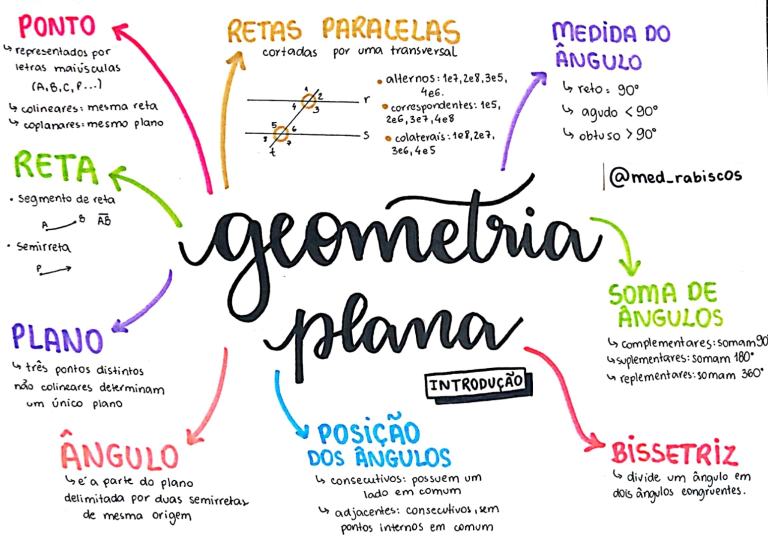 PONTO
↳ representados por
letras maiúsculas
(A, B, C, P...)
↳ colineares: mesma reta
↳ coplanares: mesmo plano
RETAS PARALELAS
cortadas por uma transversal
1 2
4 3 r
5 6
8 7 s
t
• alternos: 1e7, 2e8, 3e5,
4e6.
• correspondentes: 1e5,
2e6, 3e7, 4e8
• colaterais: 1e8, 2e7,
3e6, 4e5
MEDIDA DO
ÂNGULO
↳ reto = 90°
↳ agudo < 90°
↳ obtuso > 90°
@med_rabiscos
RETA
• segmento de reta
A B AB
• semirreta
P
geometria
plana
INTRODUÇÃO
SOMA DE
ÂNGULOS
↳ complementares: somam 90°
↳ suplementares: somam 180°
↳ replementares: somam 360°
PLANO
↳ três pontos distintos
não colineares determinam
um único plano
ÂNGULO
↳ é a parte do plano
delimitada por duas semirretas
de mesma origem
POSIÇÃO
DOS ÂNGULOS
↳ consecutivos: possuem um
lado em comum
↳ adjacentes: consecutivos, sem
pontos internos em comum
BISSETRIZ
↳ divide um ângulo em
dois ângulos congruentes.